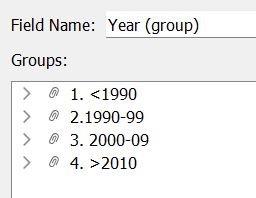 Field Name: Year (group)
Groups:
1. <1990
2.1990-99
3. 2000-09
4. >2010